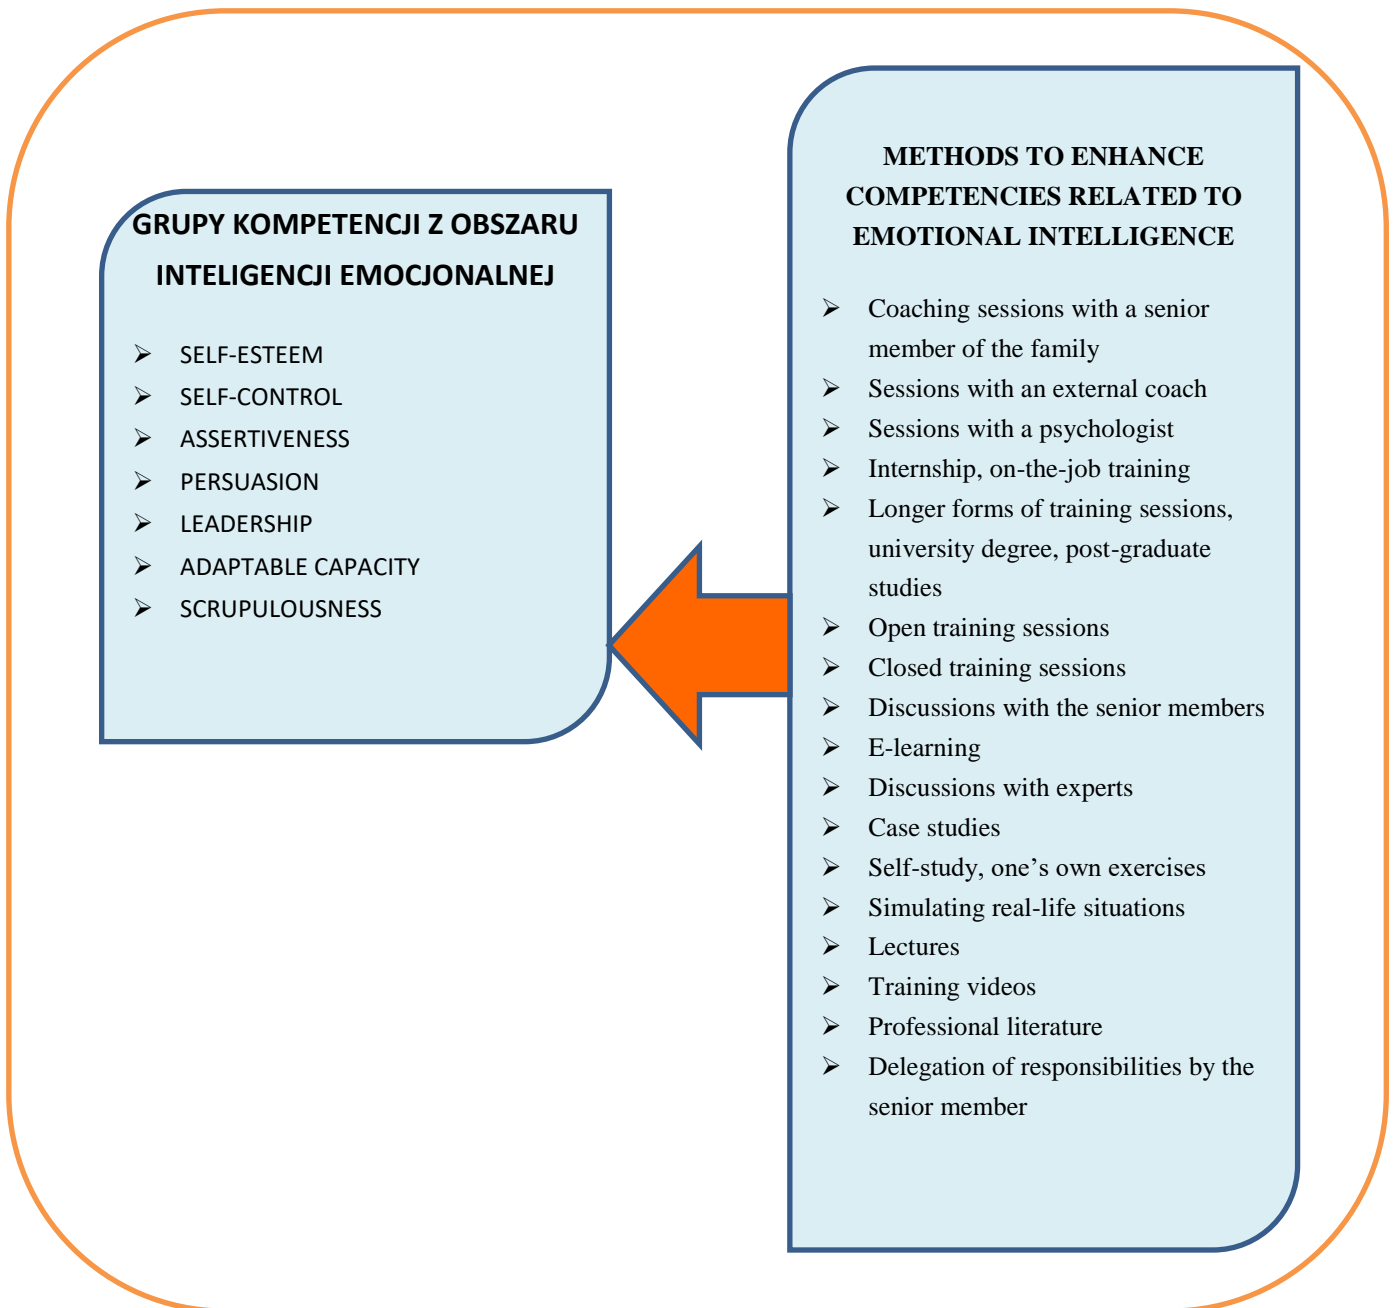 GRUPY KOMPETENCJI Z OBSZARU
INTELIGENCJI EMOCJONALNEJ
➢ SELF-ESTEEM
➢ SELF-CONTROL
➢ ASSERTIVENESS
➢ PERSUASION
➢ LEADERSHIP
➢ ADAPTABLE CAPACITY
➢ SCRUPULOUSNESS
METHODS TO ENHANCE
COMPETENCIES RELATED TO
EMOTIONAL INTELLIGENCE
➢ Coaching sessions with a senior
member of the family
➢ Sessions with an external coach
➢ Sessions with a psychologist
➢ Internship, on-the-job training
➢ Longer forms of training sessions,
university degree, post-graduate
studies
➢ Open training sessions
➢ Closed training sessions
➢ Discussions with the senior members
➢ E-learning
➢ Discussions with experts
➢ Case studies
➢ Self-study, one’s own exercises
➢ Simulating real-life situations
➢ Lectures
➢ Training videos
➢ Professional literature
➢ Delegation of responsibilities by the
senior member